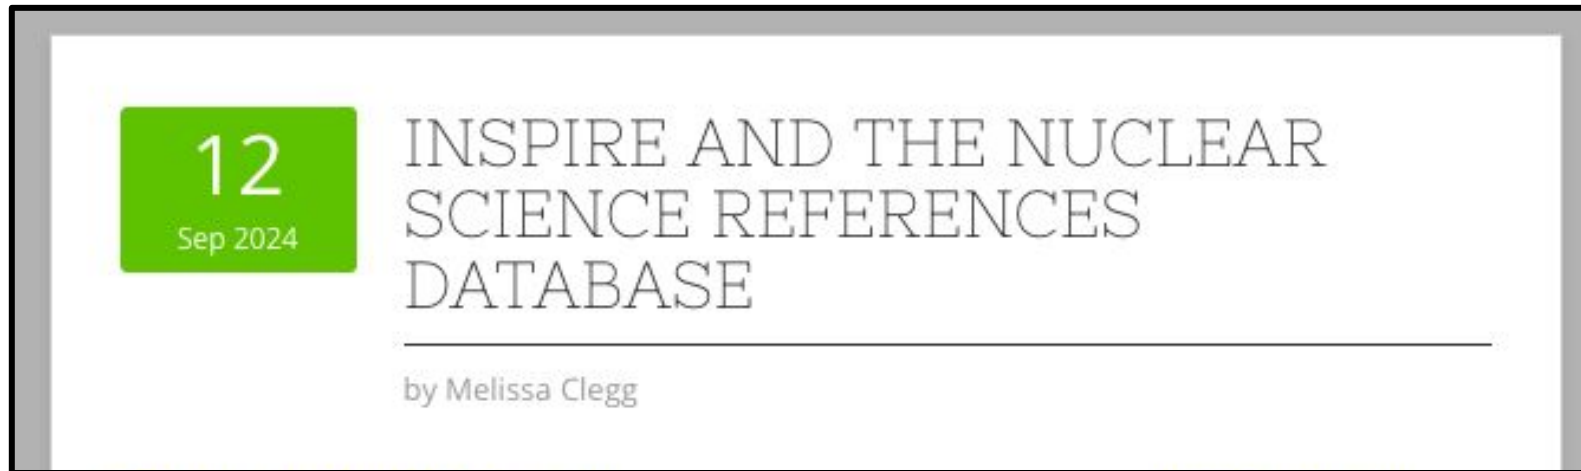 12
Sep 2024
INSPIRE AND THE NUCLEAR
SCIENCE REFERENCES
DATABASE
by Melissa Clegg